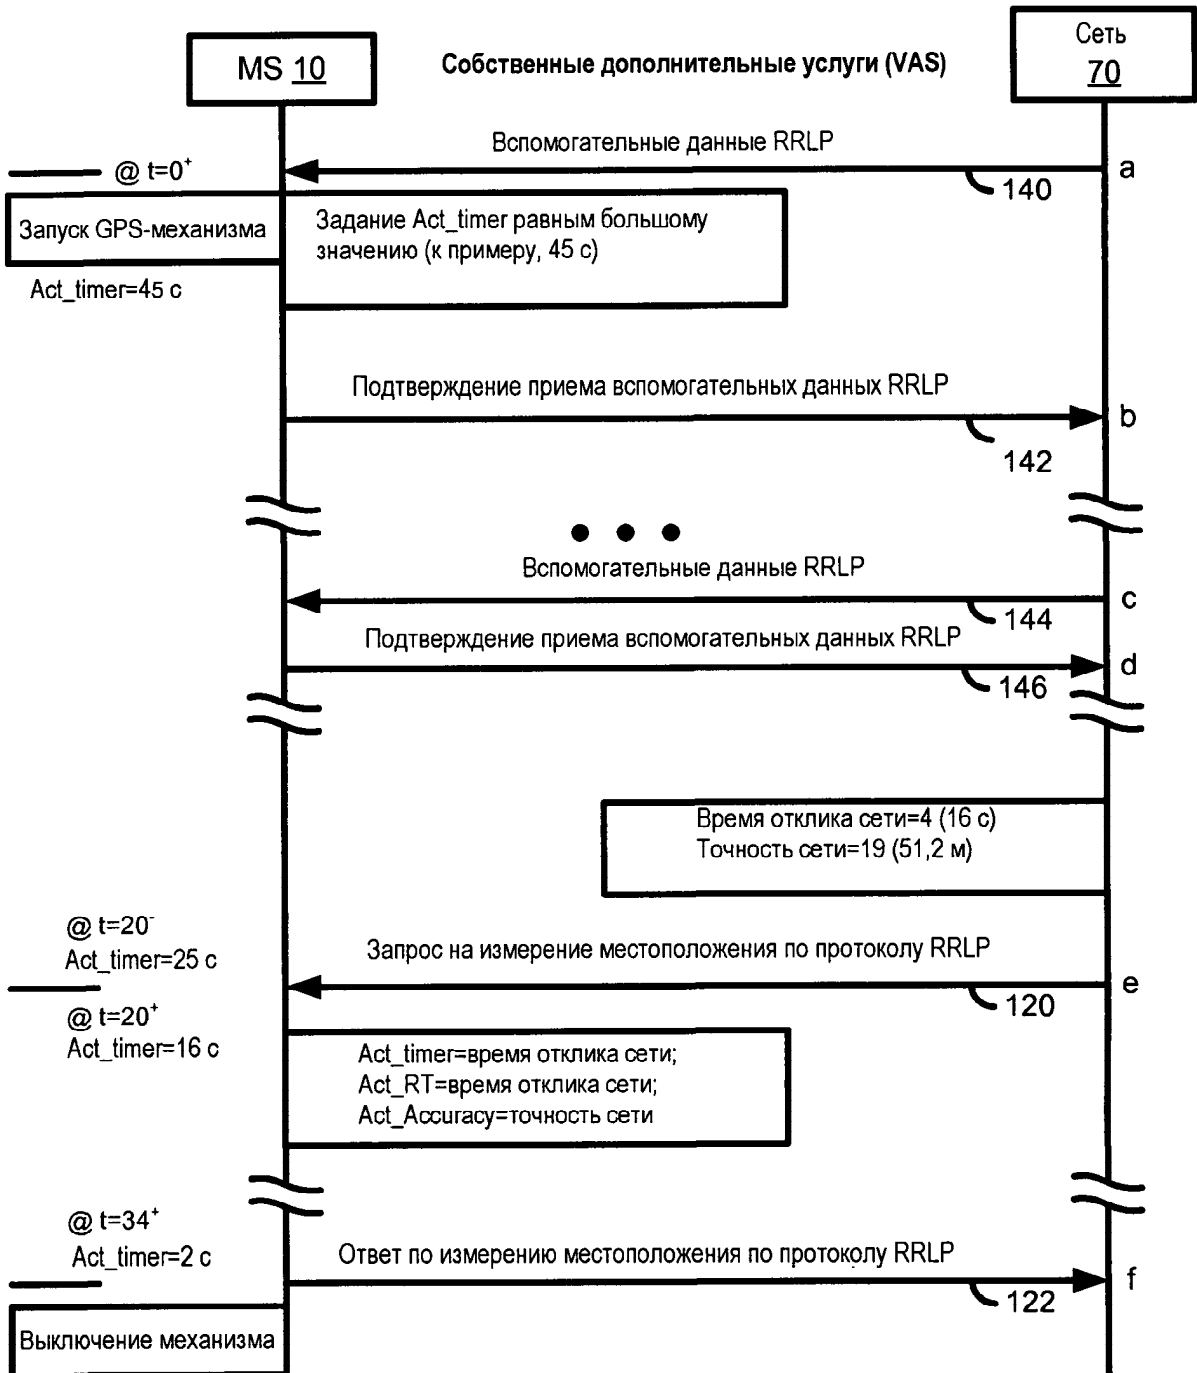 MS 10
Собственные дополнительные услуги (VAS)
Сеть
70
Вспомогательные данные RRLP
@ t=0⁺
140
a
Запуск GPS-механизма
Задание Act_timer равным большому
значению (к примеру, 45 с)
Act_timer=45 с
Подтверждение приема вспомогательных данных RRLP
b
142
Вспомогательные данные RRLP
c
144
Подтверждение приема вспомогательных данных RRLP
d
146
Время отклика сети=4 (16 с)
Точность сети=19 (51,2 м)
@ t=20⁻
Act_timer=25 с
Запрос на измерение местоположения по протоколу RRLP
e
120
@ t=20⁺
Act_timer=16 с
Act_timer=время отклика сети;
Act_RT=время отклика сети;
Act_Accuracy=точность сети
@ t=34⁺
Act_timer=2 с
Ответ по измерению местоположения по протоколу RRLP
f
122
Выключение механизма